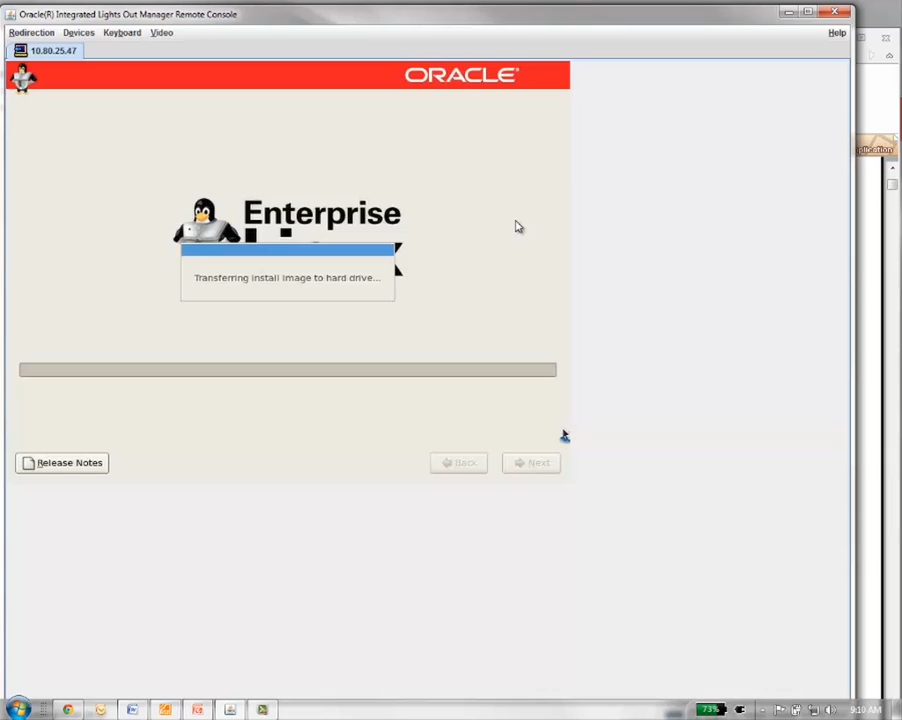 Oracle(R) Integrated Lights Out Manager Remote Console
Redirection Devices Keyboard Video Help
10.80.25.47
ORACLE
Enterprise
Transferring install image to hard drive...
Release Notes
Back
Next
73%
9:10 AM